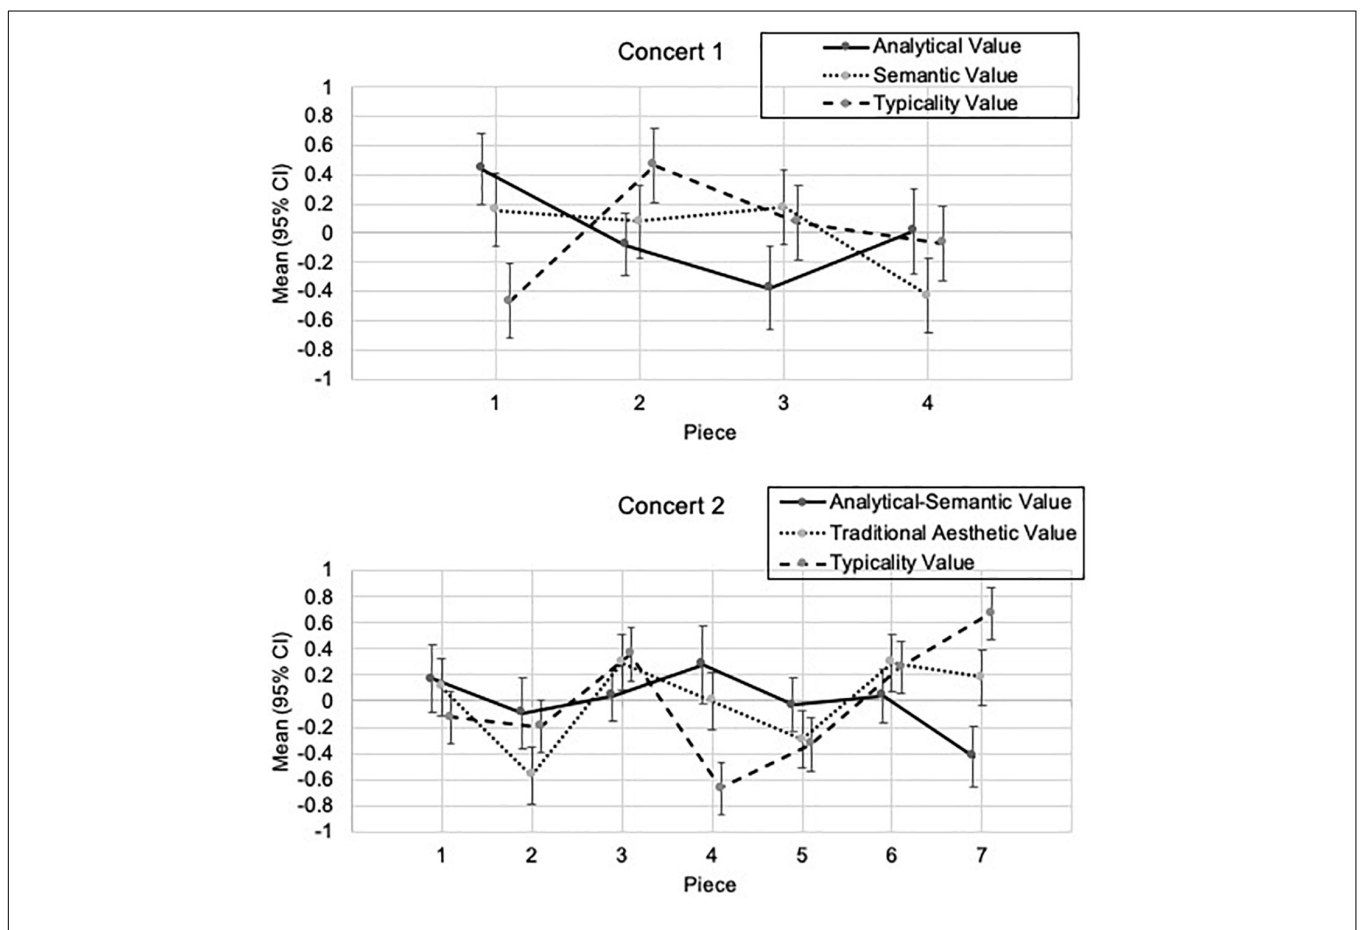 Concert 1
Analytical Value
Semantic Value
Typicality Value
Mean (95% CI)
1
0.8
0.6
0.4
0.2
0
-0.2
-0.4
-0.6
-0.8
-1
1 2 3 4
Piece
Concert 2
Analytical-Semantic Value
Traditional Aesthetic Value
Typicality Value
Mean (95% CI)
1
0.8
0.6
0.4
0.2
0
-0.2
-0.4
-0.6
-0.8
-1
1 2 3 4 5 6 7
Piece